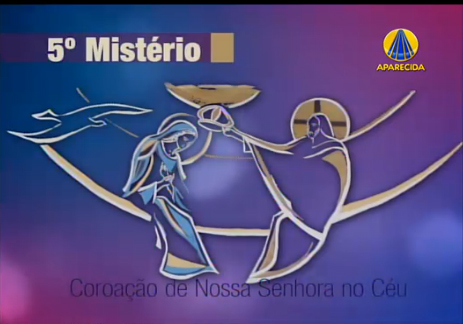 5º Mistério
APARECIDA
Coroação de Nossa Senhora no Céu